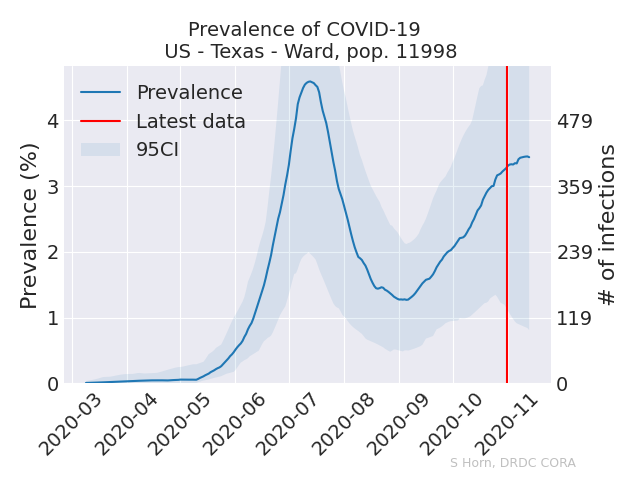 Prevalence of COVID-19
US - Texas - Ward, pop. 11998
Prevalence
Latest data
95CI
Prevalence (%)
4
3
2
1
0
479
359
239
119
0
# of infections
2020-03
2020-04
2020-05
2020-06
2020-07
2020-08
2020-09
2020-10
2020-11
S Horn, DRDC CORA